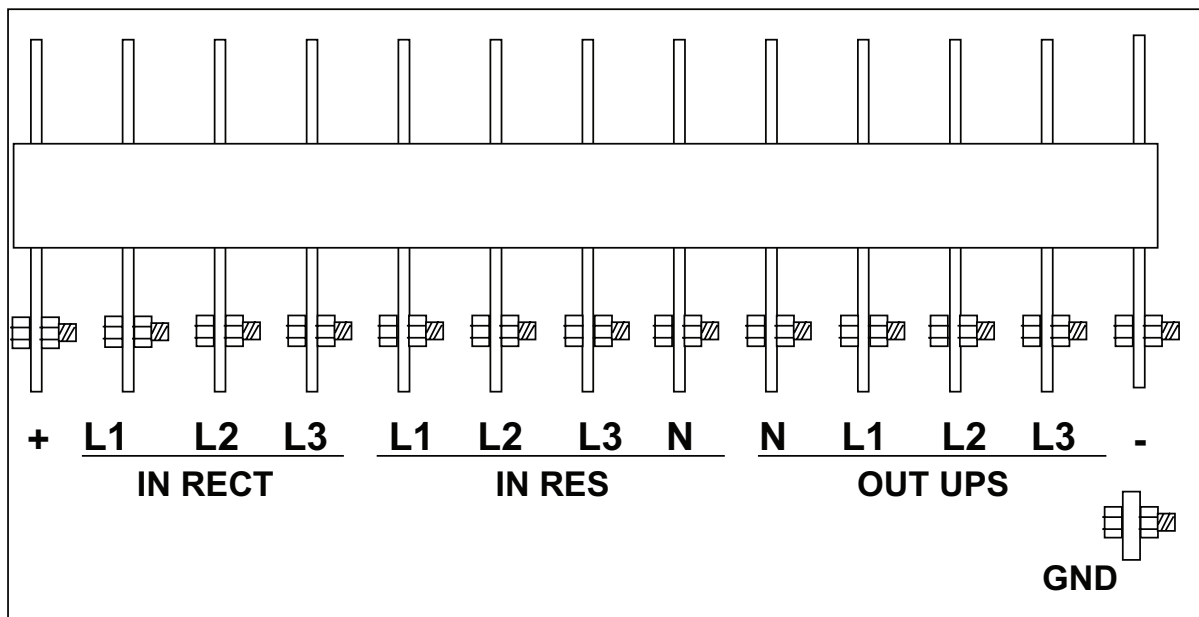 + L1 L2 L3 L1 L2 L3 N N L1 L2 L3 -
IN RECT IN RES OUT UPS
GND